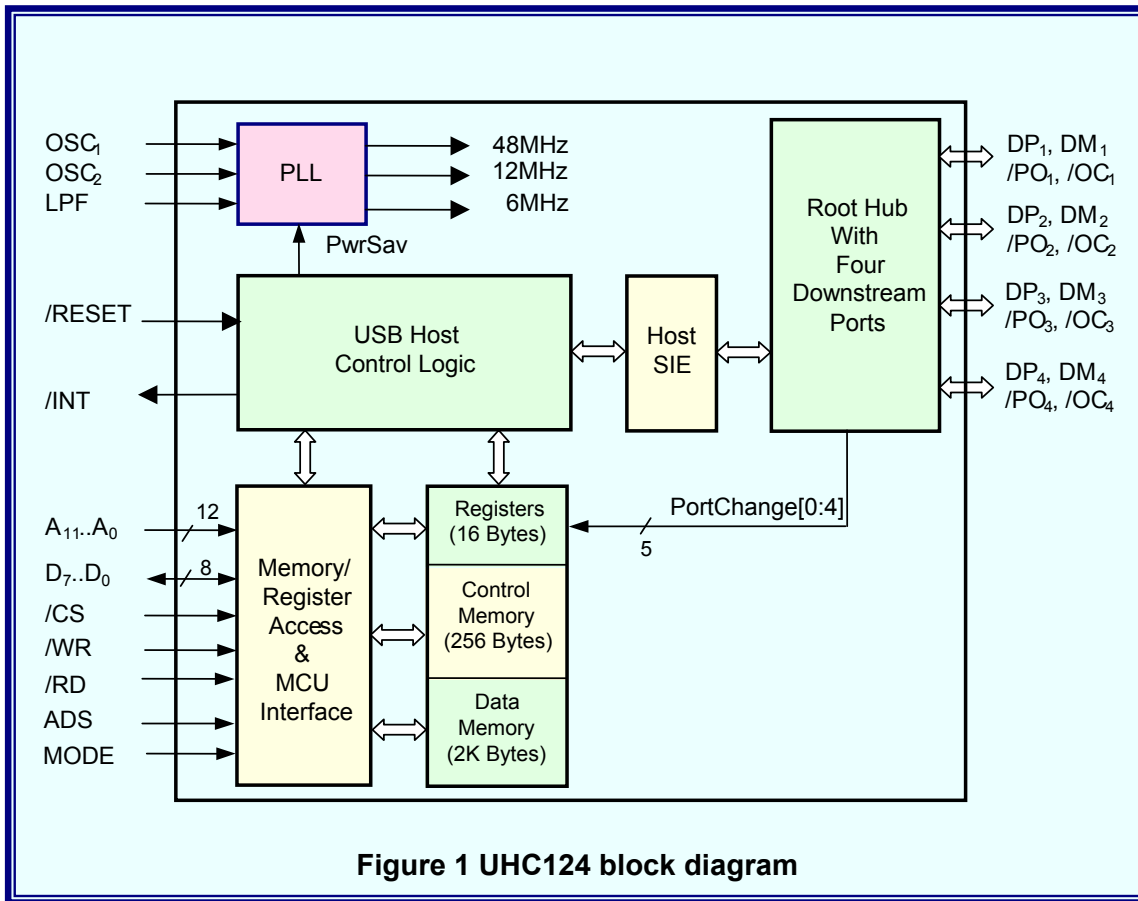 OSC₁
OSC₂
LPF
PLL
48MHz
12MHz
6MHz
PwrSav
/RESET
/INT
USB Host
Control Logic
Host
SIE
Root Hub
With
Four
Downstream
Ports
DP₁, DM₁
/PO₁, /OC₁
DP₂, DM₂
/PO₂, /OC₂
DP₃, DM₃
/PO₃, /OC₃
DP₄, DM₄
/PO₄, /OC₄
PortChange[0:4]
5
A₁₁..A₀
12
D₇..D₀
8
/CS
/WR
/RD
ADS
MODE
Memory/
Register
Access
&
MCU
Interface
Registers
(16 Bytes)
Control
Memory
(256 Bytes)
Data
Memory
(2K Bytes)
Figure 1 UHC124 block diagram